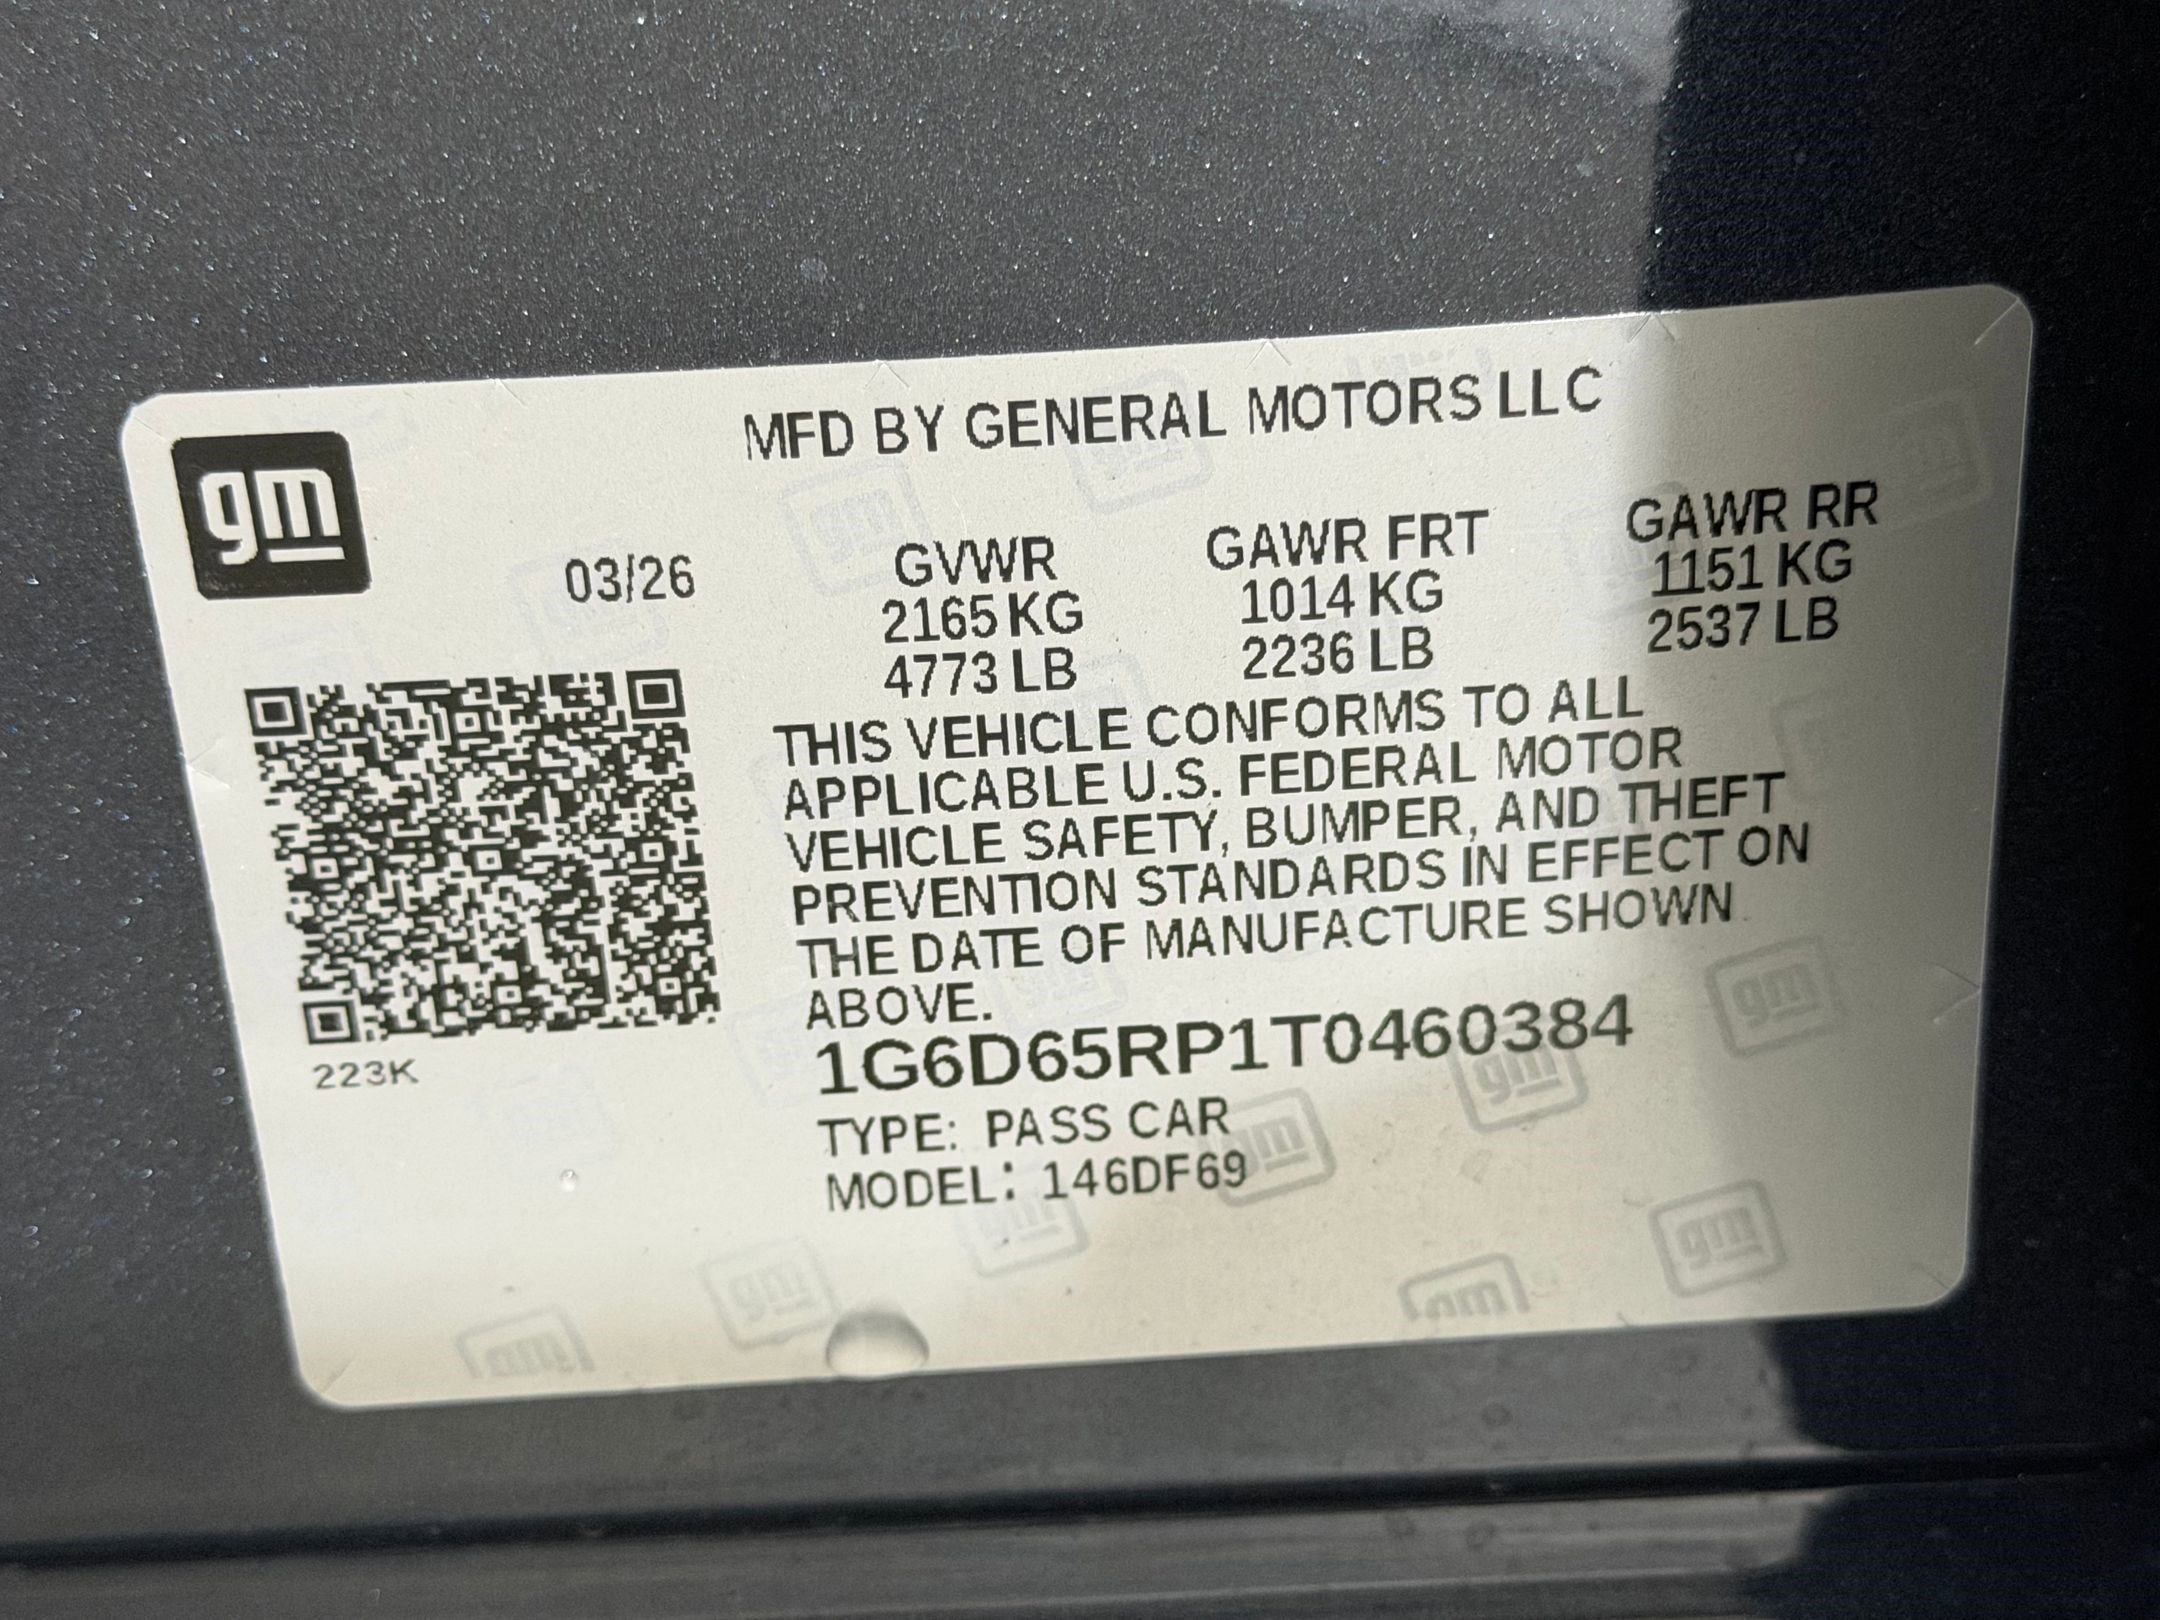 MFD BY GENERAL MOTORS LLC
gm
03/26
GVWR
2165 KG
4773 LB
GAWR FRT
1014 KG
2236 LB
GAWR RR
1151 KG
2537 LB
THIS VEHICLE CONFORMS TO ALL
APPLICABLE U.S. FEDERAL MOTOR
VEHICLE SAFETY, BUMPER, AND THEFT
PREVENTION STANDARDS IN EFFECT ON
THE DATE OF MANUFACTURE SHOWN
ABOVE.
223K
1G6D65RP1T0460384
TYPE: PASS CAR
MODEL: 146DF69